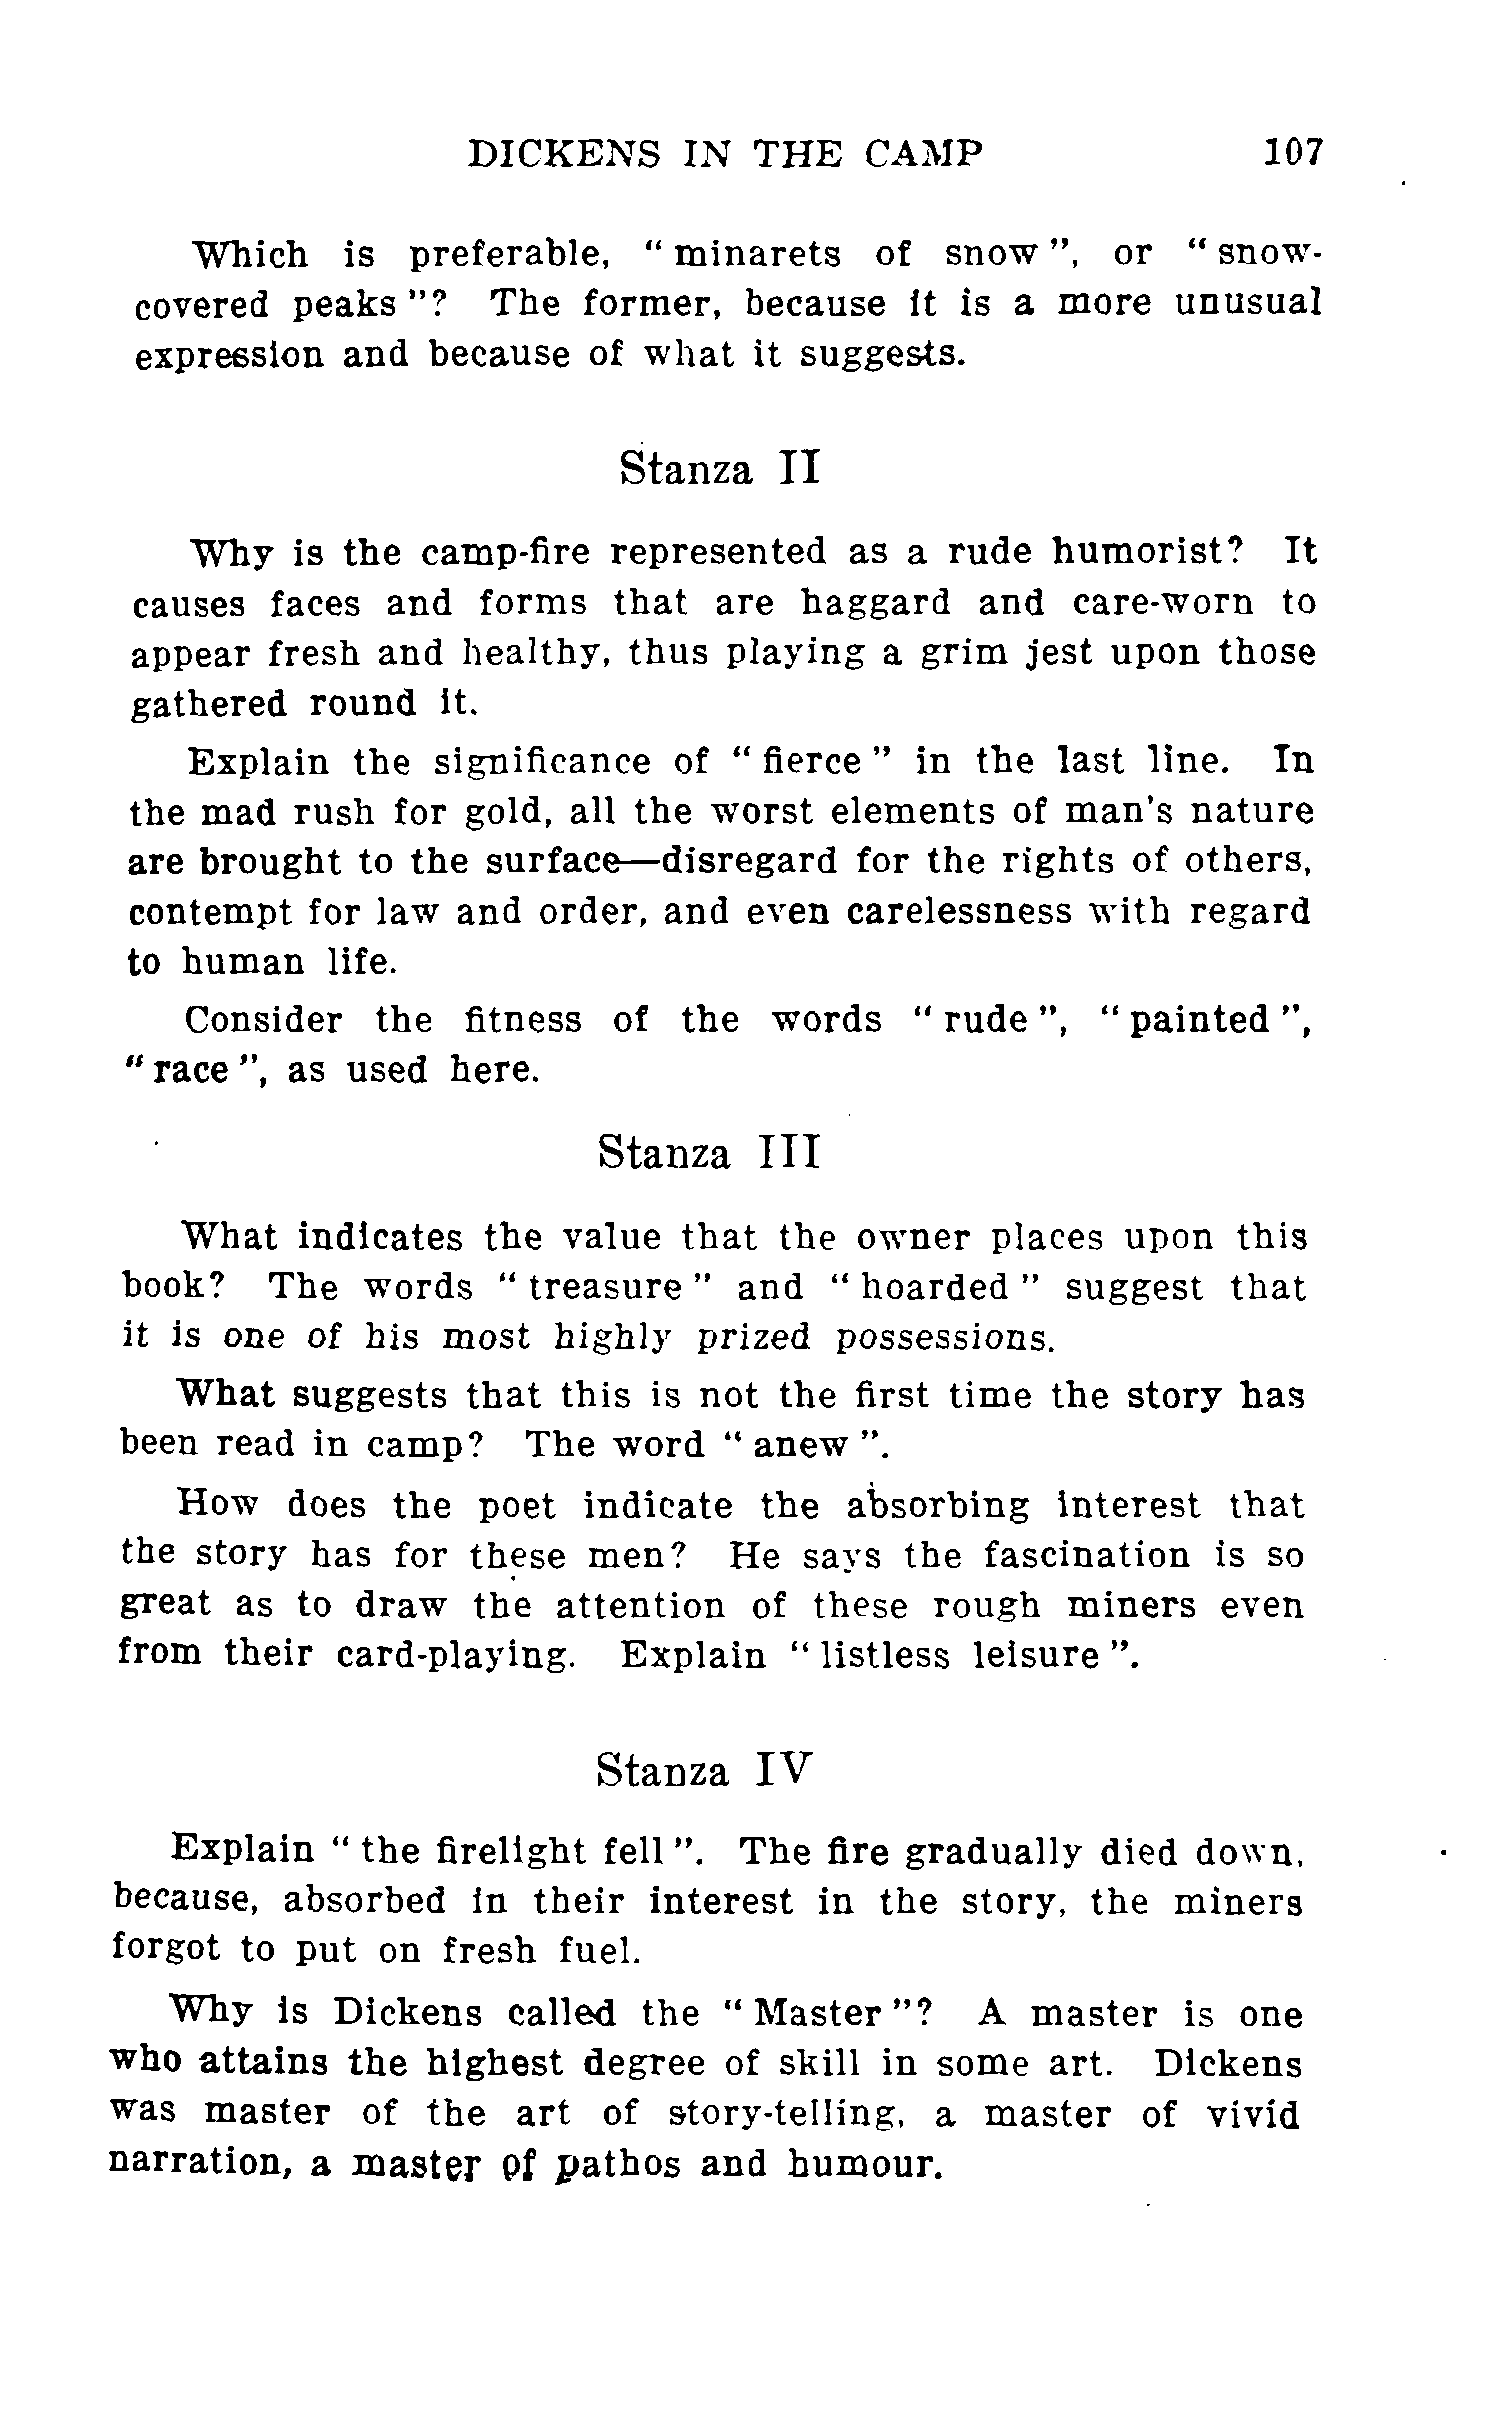 DICKENS IN THE CAMP 107
Which is preferable, "minarets of snow", or "snow-
covered peaks"? The former, because it is a more unusual
expression and because of what it suggests.
Stanza II
Why is the camp-fire represented as a rude humorist? It
causes faces and forms that are haggard and care-worn to
appear fresh and healthy, thus playing a grim jest upon those
gathered round it.
Explain the significance of "fierce" in the last line. In
the mad rush for gold, all the worst elements of man's nature
are brought to the surface—disregard for the rights of others,
contempt for law and order, and even carelessness with regard
to human life.
Consider the fitness of the words "rude", "painted",
"race", as used here.
Stanza III
What indicates the value that the owner places upon this
book? The words "treasure" and "hoarded" suggest that
it is one of his most highly prized possessions.
What suggests that this is not the first time the story has
been read in camp? The word "anew".
How does the poet indicate the absorbing interest that
the story has for these men? He says the fascination is so
great as to draw the attention of these rough miners even
from their card-playing. Explain "listless leisure".
Stanza IV
Explain "the firelight fell". The fire gradually died down,
because, absorbed in their interest in the story, the miners
forgot to put on fresh fuel.
Why is Dickens called the "Master"? A master is one
who attains the highest degree of skill in some art. Dickens
was master of the art of story-telling, a master of vivid
narration, a master of pathos and humour.